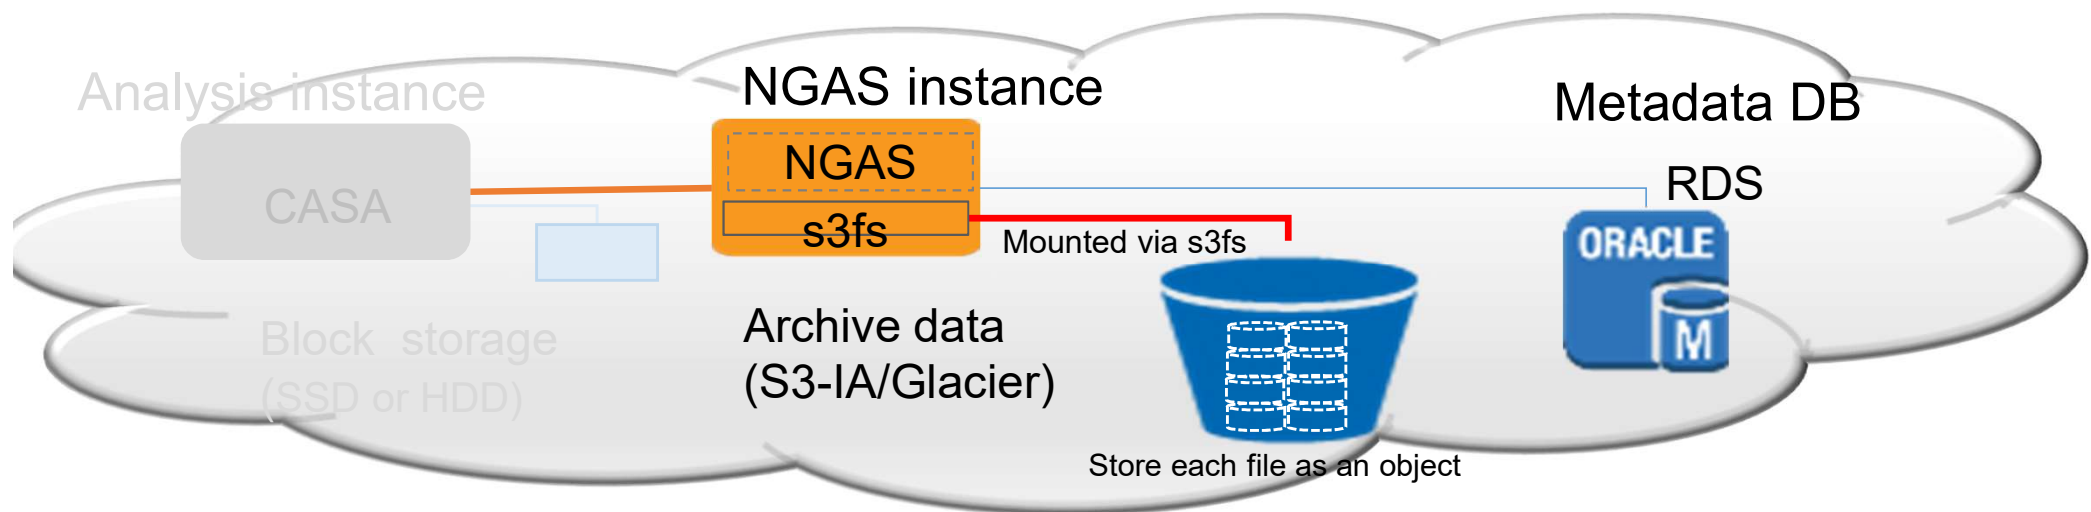 Analysis instance
CASA
Block storage
(SSD or HDD)
NGAS instance
NGAS
s3fs
Mounted via s3fs
Archive data
(S3-IA/Glacier)
Store each file as an object
Metadata DB
RDS
ORACLE
M